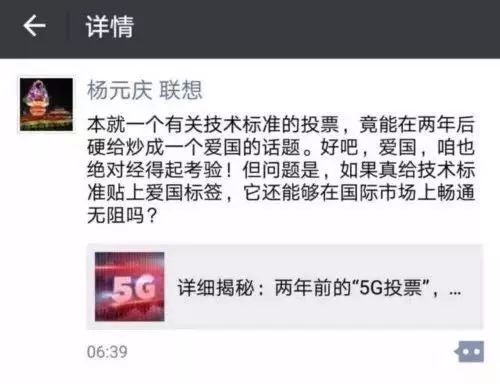 详情
杨元庆 联想
本就一个有关技术标准的投票，竟能在两年后
硬给炒成一个爱国的话题。好吧，爱国，咱也
绝对经得起考验！但问题是，如果真给技术标
准贴上爱国标签，它还能够在国际市场上畅通
无阻吗？
5G
详细揭秘：两年前的“5G投票”，...
06:39